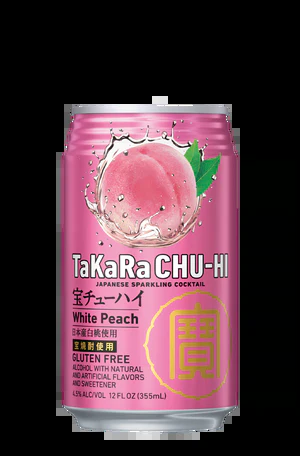 TaKaRa CHU-HI
JAPANESE SPARKLING COCKTAIL
宝チューハイ
White Peach
日本産白桃使用
宝焼酎使用
GLUTEN FREE
ALCOHOL WITH NATURAL
AND ARTIFICIAL FLAVORS
AND SWEETENER
4.5% ALC/VOL. 12 FL OZ (355mL)
寶